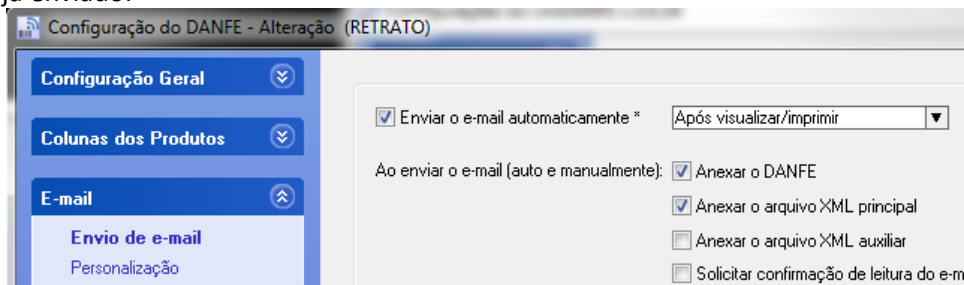 Configuração do DANFE - Alteração (RETRATO)
Configuração Geral
Enviar o e-mail automaticamente * Após visualizar/imprimir
Colunas dos Produtos
Ao enviar o e-mail (auto e manualmente): Anexar o DANFE
E-mail
Anexar o arquivo XML principal
Envio de e-mail
Anexar o arquivo XML auxiliar
Personalização
Solicitar confirmação de leitura do